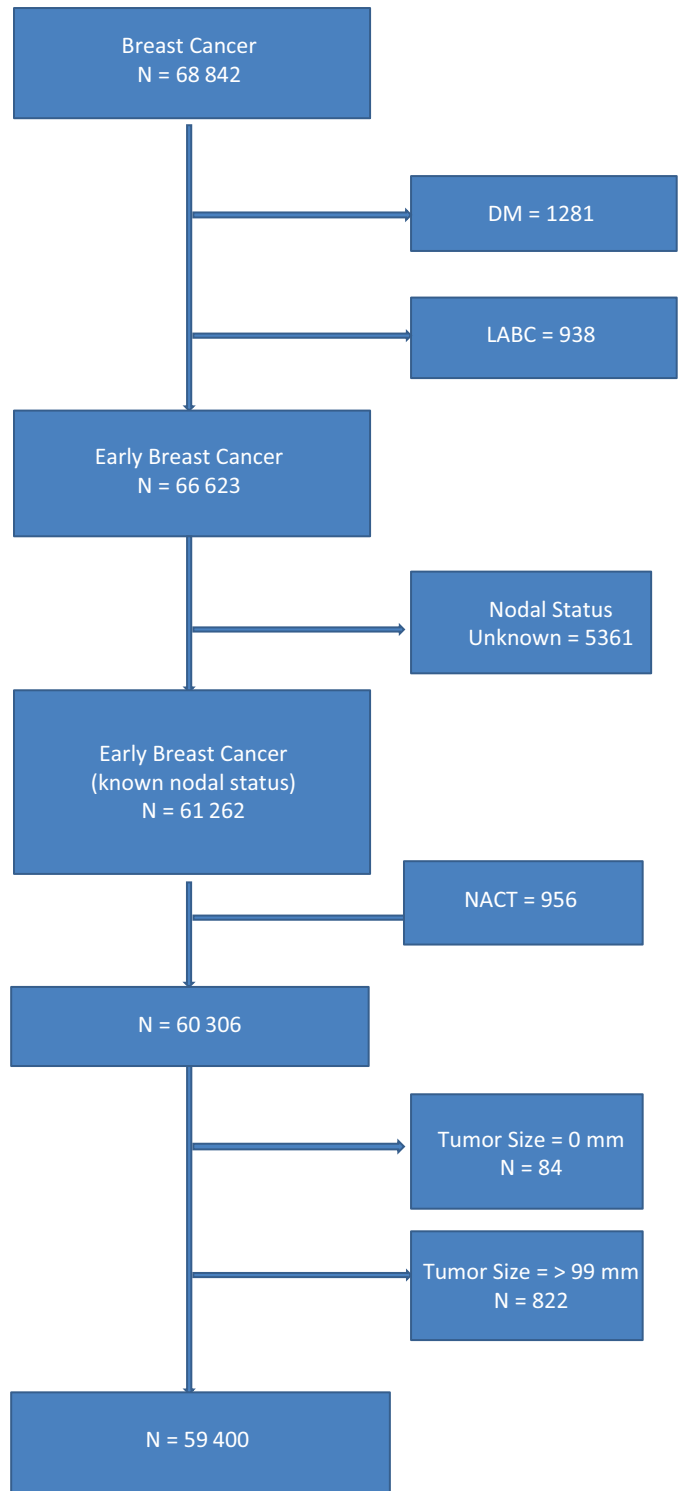 Breast Cancer
N = 68 842
DM = 1281
LABC = 938
Early Breast Cancer
N = 66 623
Nodal Status
Unknown = 5361
Early Breast Cancer
(known nodal status)
N = 61 262
NACT = 956
N = 60 306
Tumor Size = 0 mm
N = 84
Tumor Size = > 99 mm
N = 822
N = 59 400